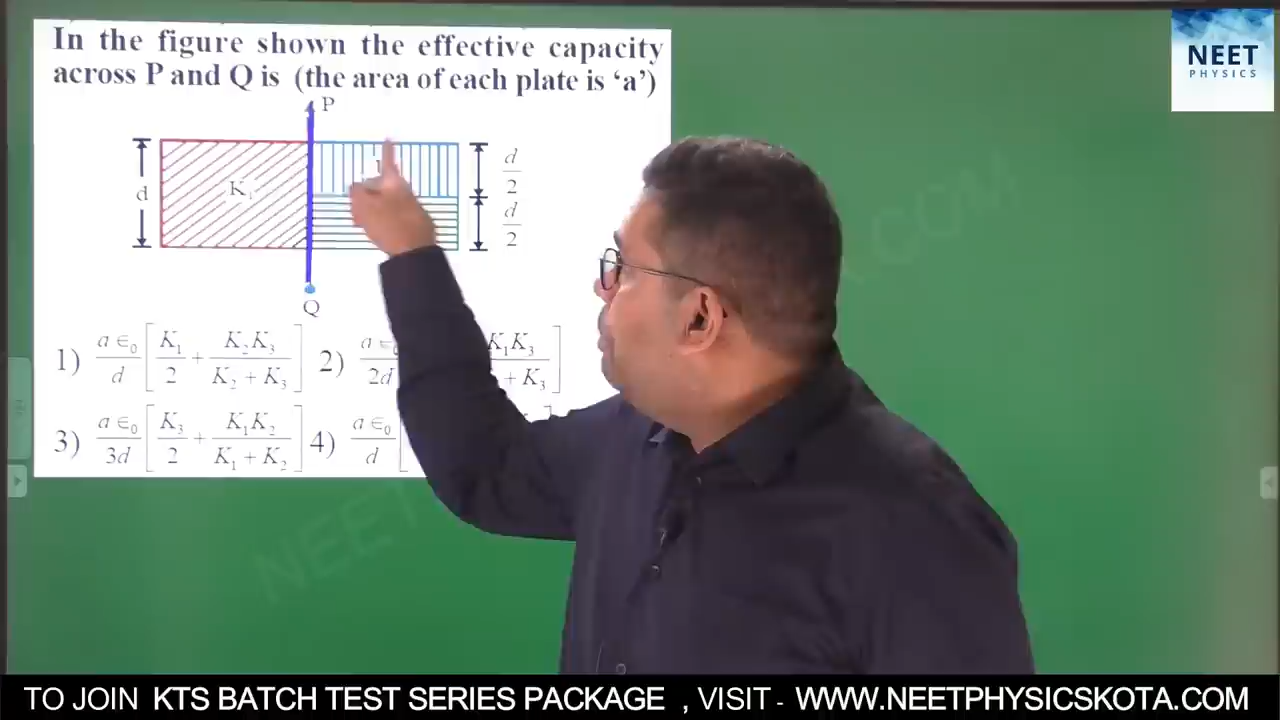 In the figure shown the effective capacity
across P and Q is (the area of each plate is ‘a’)
P
d
K₁
d/2
d/2
Q
1) a∈₀/d [K₁/2 + K₂K₃/(K₂ + K₃)] 2) a∈₀/2d K₁K₃ + K₃]
3) a∈₀/3d [K₃/2 + K₁K₂/(K₁ + K₂)] 4) a∈₀/d [
NEET
PHYSICS
TO JOIN KTS BATCH TEST SERIES PACKAGE , VISIT - WWW.NEETPHYSICSKOTA.COM